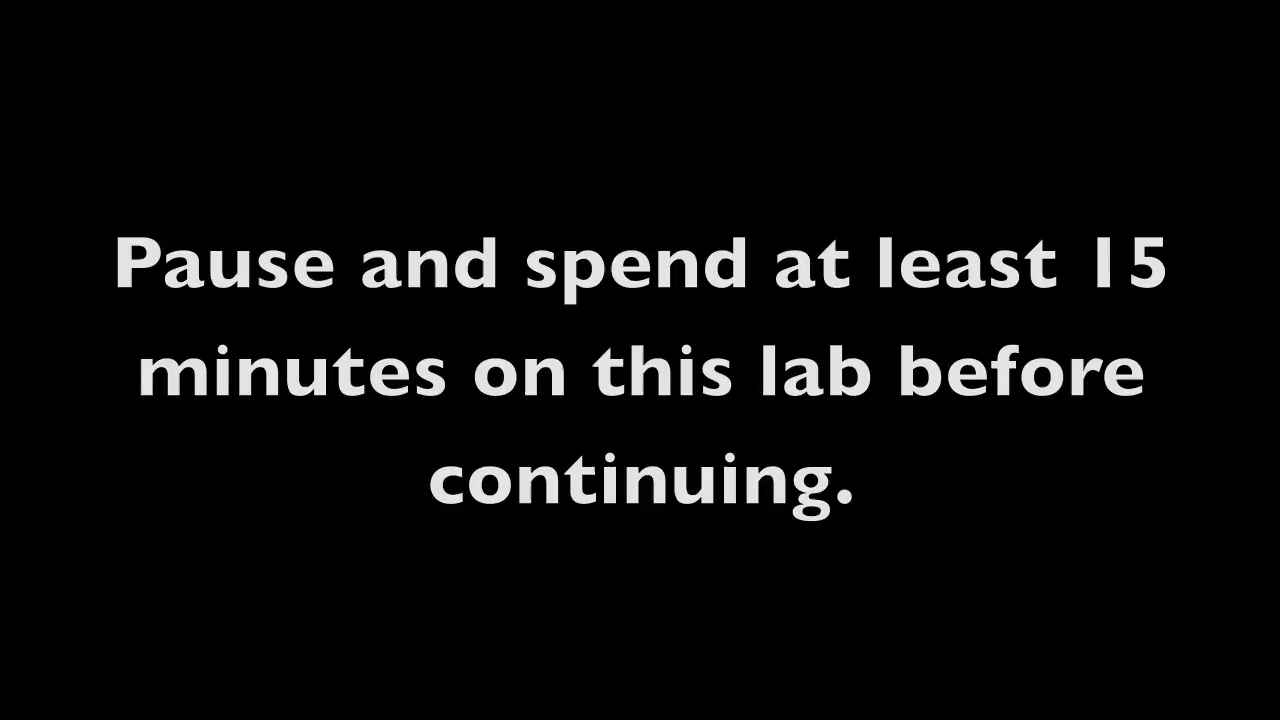 Pause and spend at least 15
minutes on this lab before
continuing.